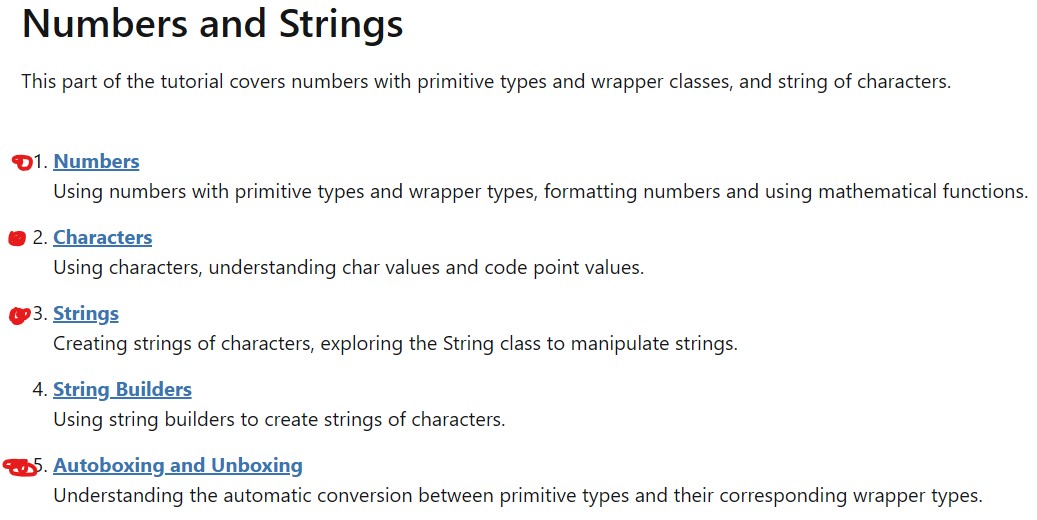 Numbers and Strings
This part of the tutorial covers numbers with primitive types and wrapper classes, and string of characters.
1. Numbers
Using numbers with primitive types and wrapper types, formatting numbers and using mathematical functions.
2. Characters
Using characters, understanding char values and code point values.
3. Strings
Creating strings of characters, exploring the String class to manipulate strings.
4. String Builders
Using string builders to create strings of characters.
5. Autoboxing and Unboxing
Understanding the automatic conversion between primitive types and their corresponding wrapper types.